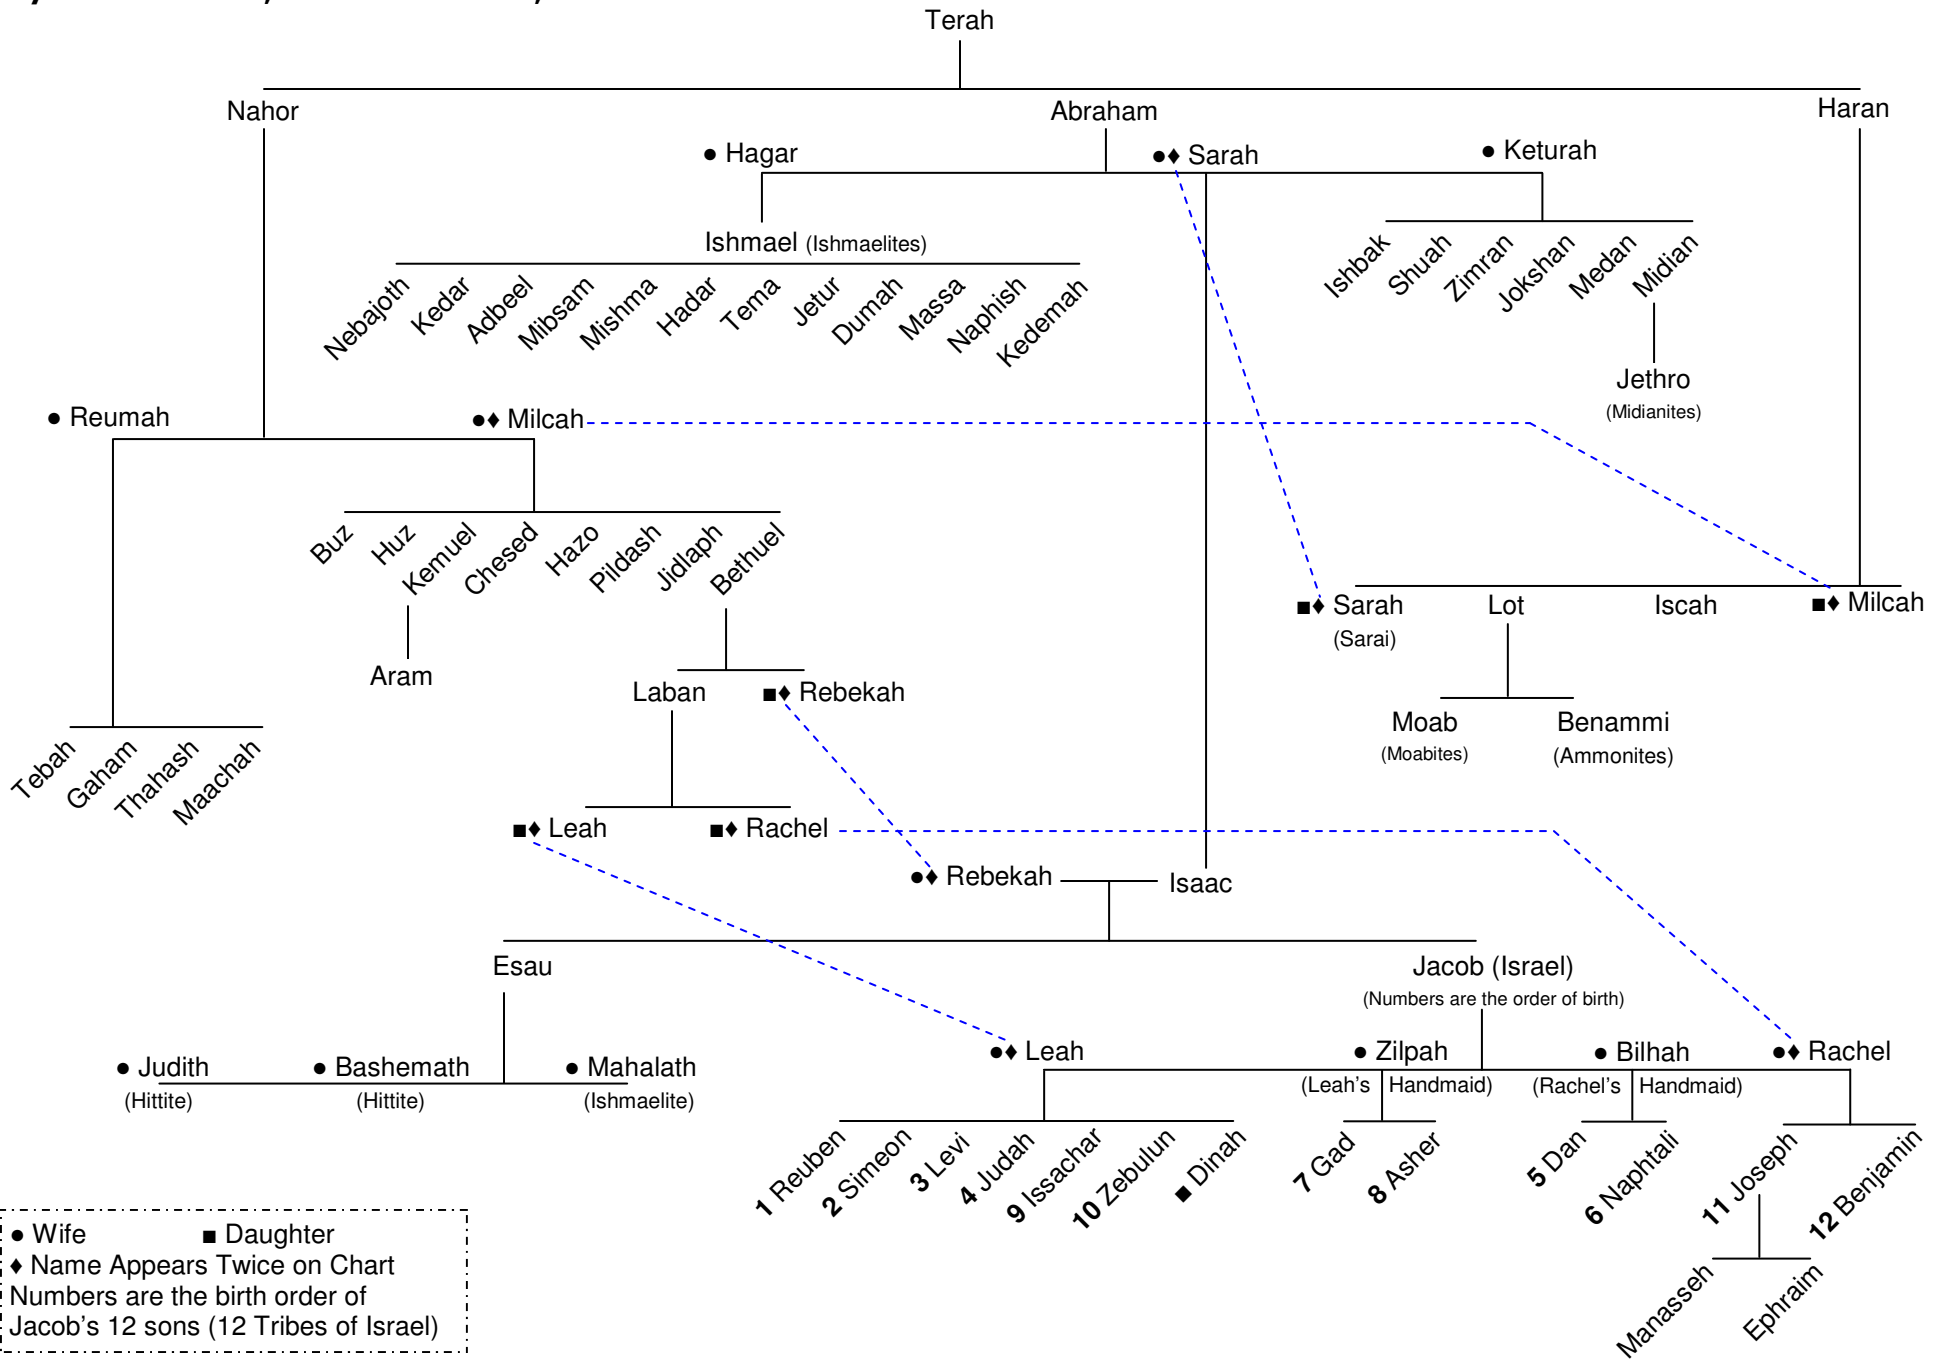 Terah
Nahor
Abraham
Haran
● Hagar
●♦ Sarah
● Keturah
Ishmael (Ishmaelites)
Nebajoth
Kedar
Adbeel
Mibsam
Mishma
Hadar
Tema
Jetur
Dumah
Massa
Naphish
Kedemah
Ishbak
Shuah
Zimran
Jokshan
Medan
Midian
Jethro
(Midianites)
● Reumah
●♦ Milcah
Buz
Huz
Kemuel
Chesed
Hazo
Pildash
Jidlaph
Bethuel
■♦ Sarah
(Sarai)
Lot
Iscah
■♦ Milcah
Aram
Laban
■♦ Rebekah
Moab
(Moabites)
Benammi
(Ammonites)
Tebah
Gaham
Thahash
Maachah
■♦ Leah
■♦ Rachel
●♦ Rebekah
Isaac
Esau
Jacob (Israel)
(Numbers are the order of birth)
● Judith
(Hittite)
● Bashemath
(Hittite)
● Mahalath
(Ishmaelite)
●♦ Leah
● Zilpah
(Leah's Handmaid)
● Bilhah
(Rachel's Handmaid)
●♦ Rachel
1 Reuben
2 Simeon
3 Levi
4 Judah
9 Issachar
10 Zebulun
■ Dinah
7 Gad
8 Asher
5 Dan
6 Naphtali
11 Joseph
12 Benjamin
Manasseh
Ephraim
● Wife ■ Daughter
♦ Name Appears Twice on Chart
Numbers are the birth order of
Jacob's 12 sons (12 Tribes of Israel)